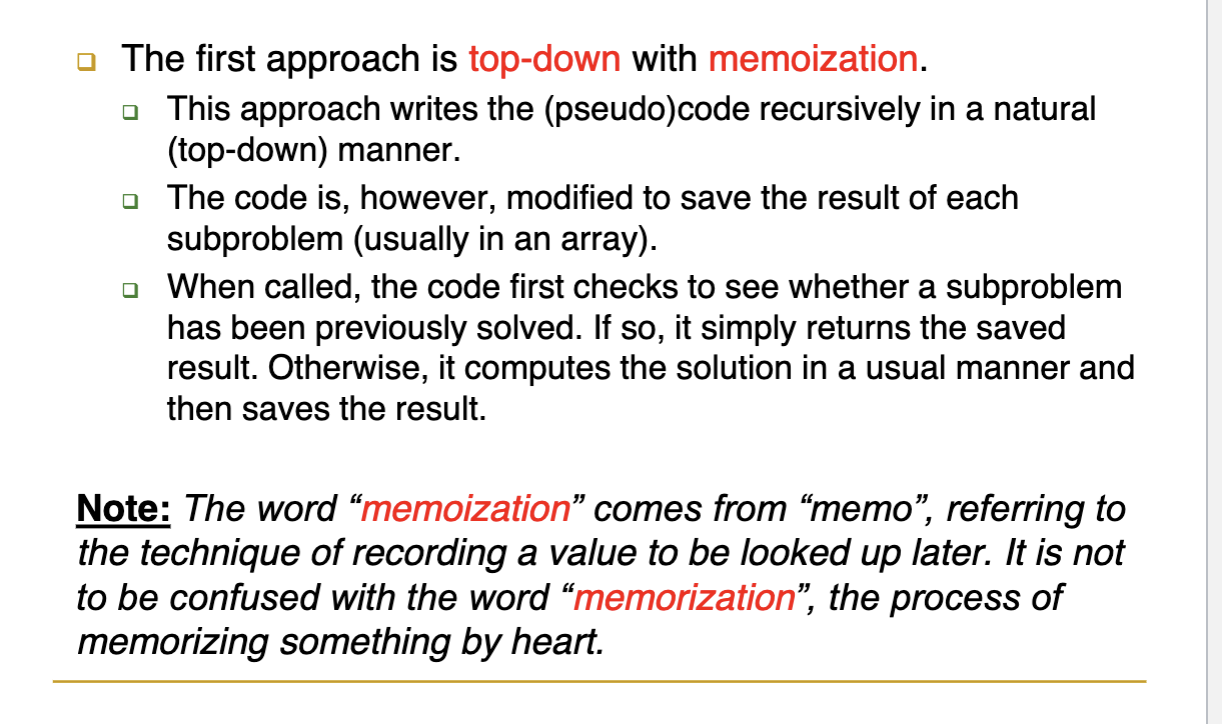 The first approach is top-down with memoization.
This approach writes the (pseudo)code recursively in a natural
(top-down) manner.
The code is, however, modified to save the result of each
subproblem (usually in an array).
When called, the code first checks to see whether a subproblem
has been previously solved. If so, it simply returns the saved
result. Otherwise, it computes the solution in a usual manner and
then saves the result.
Note: The word “memoization” comes from “memo”, referring to
the technique of recording a value to be looked up later. It is not
to be confused with the word “memorization”, the process of
memorizing something by heart.